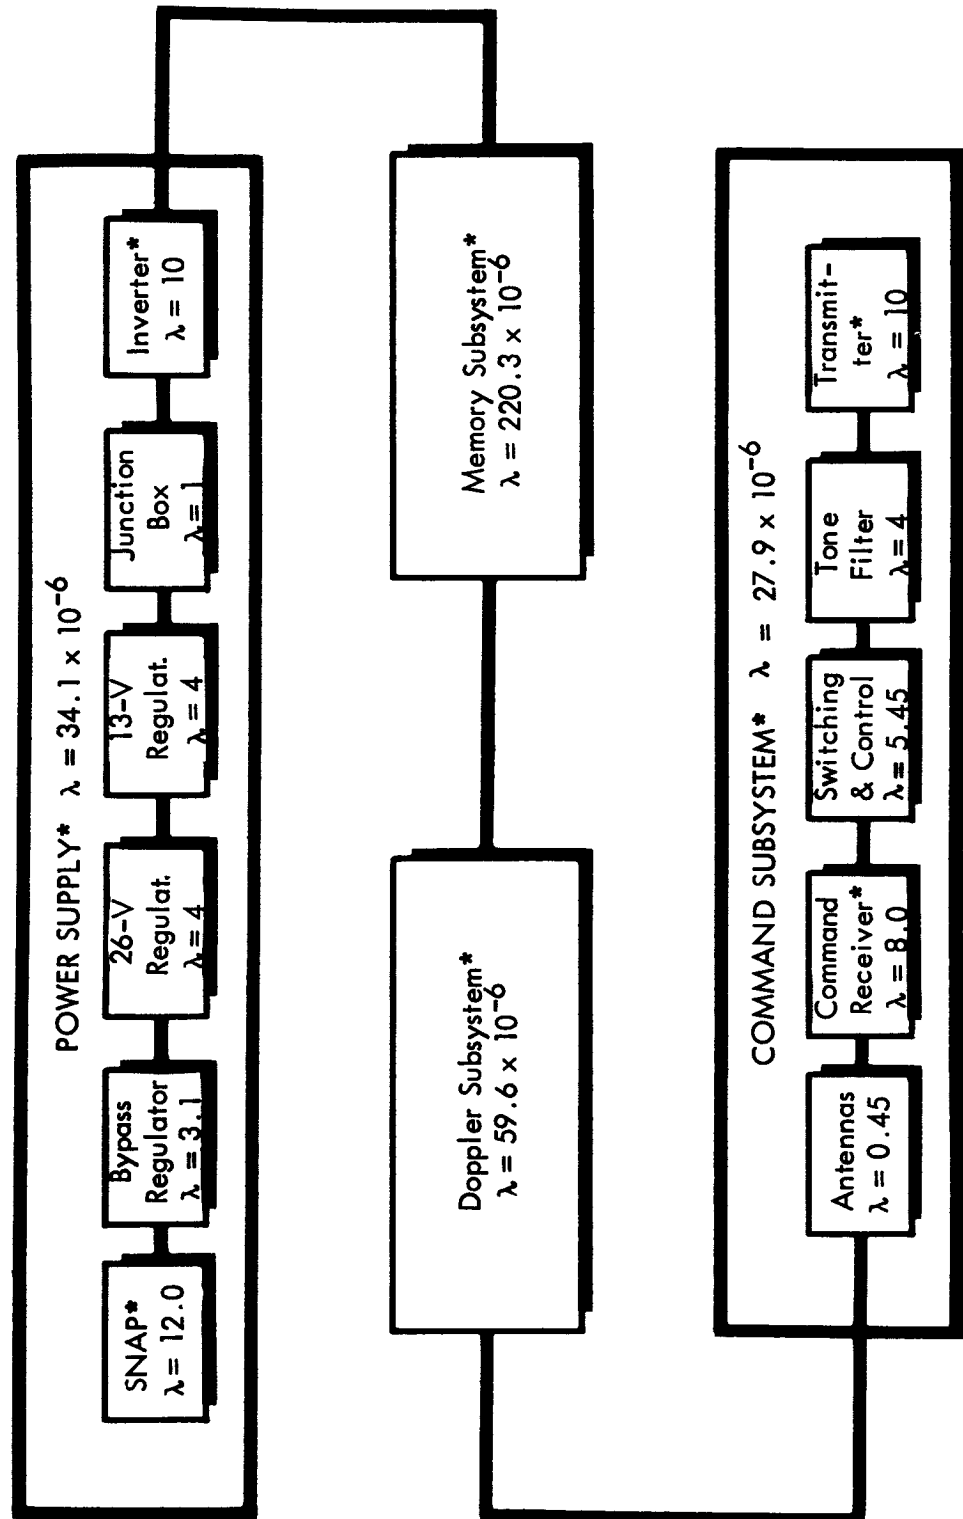 POWER SUPPLY* λ = 34.1 x 10-6
SNAP*
λ = 12.0
Bypass
Regulator
λ = 3.1
26-V
Regulat.
λ = 4
13-V
Regulat.
λ = 4
Junction
Box
λ = 1
Inverter*
λ = 10
Doppler Subsystem*
λ = 59.6 x 10-6
Memory Subsystem*
λ = 220.3 x 10-6
COMMAND SUBSYSTEM* λ = 27.9 x 10-6
Antennas
λ = 0.45
Command
Receiver*
λ = 8.0
Switching
& Control
λ = 5.45
Tone
Filter
λ = 4
Transmit-
ter*
λ = 10